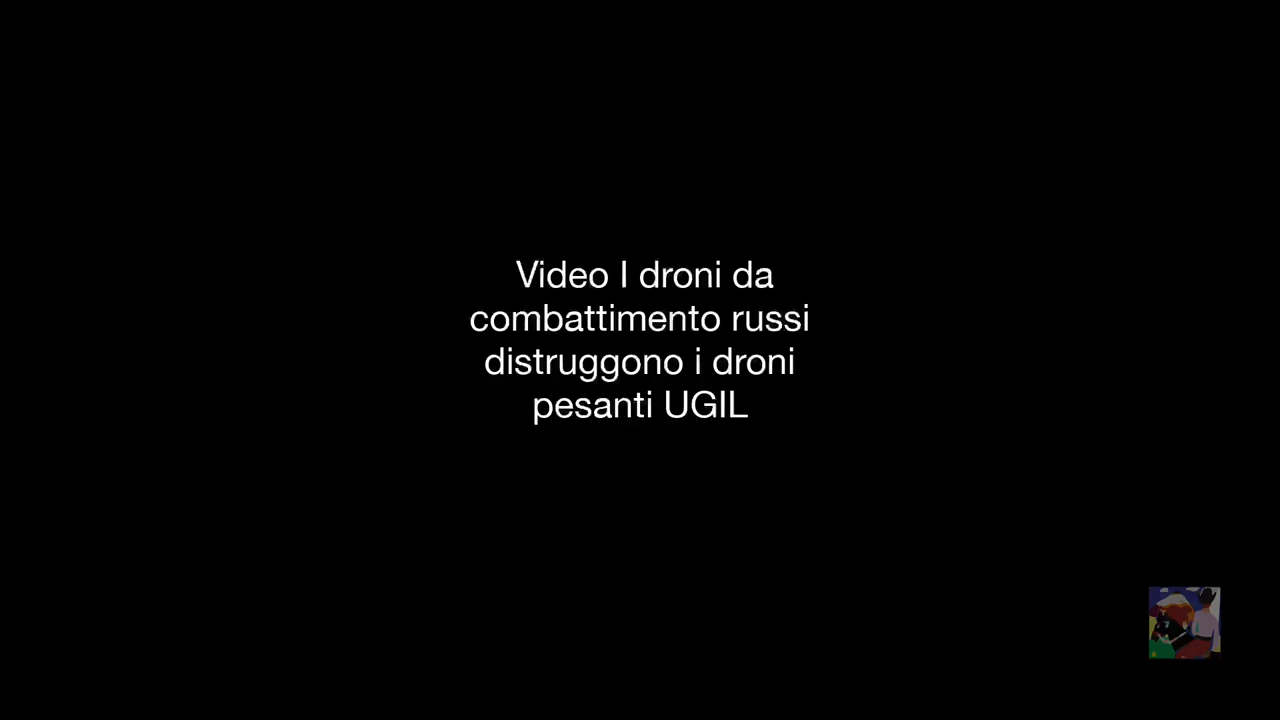 Video I droni da
combattimento russi
distruggono i droni
pesanti UGIL